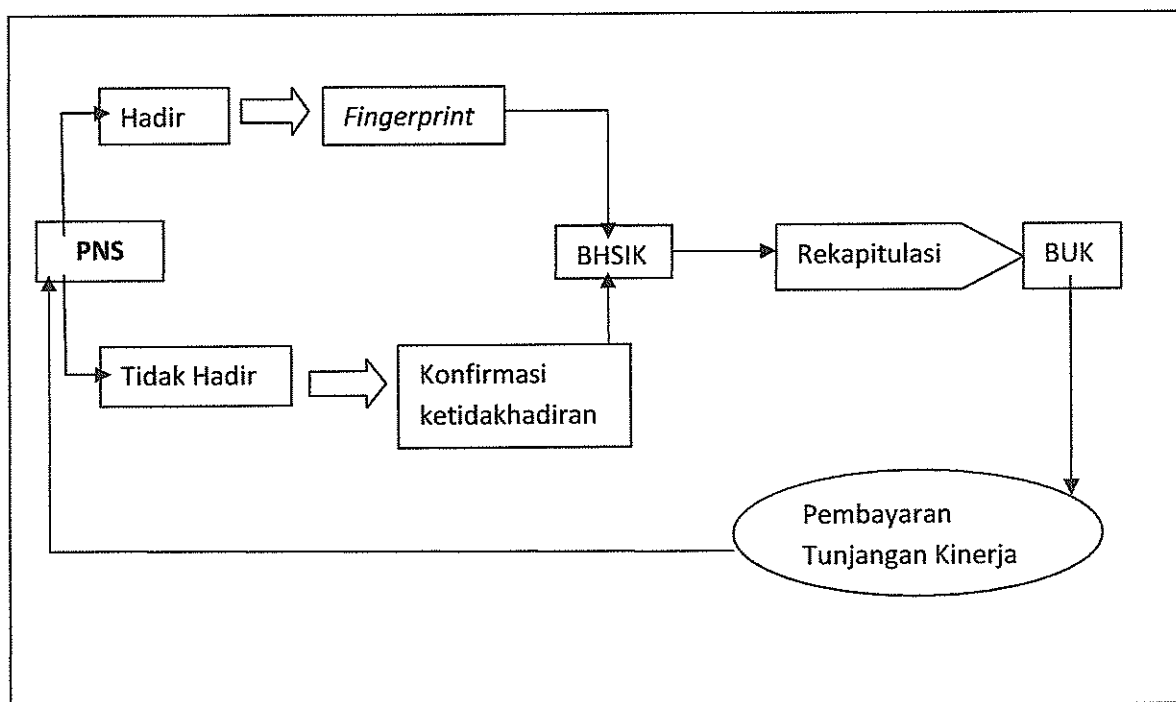 Hadir
Fingerprint
PNS
BHSIK
Rekapitulasi
BUK
Tidak Hadir
Konfirmasi
ketidakhadiran
Pembayaran
Tunjangan Kinerja